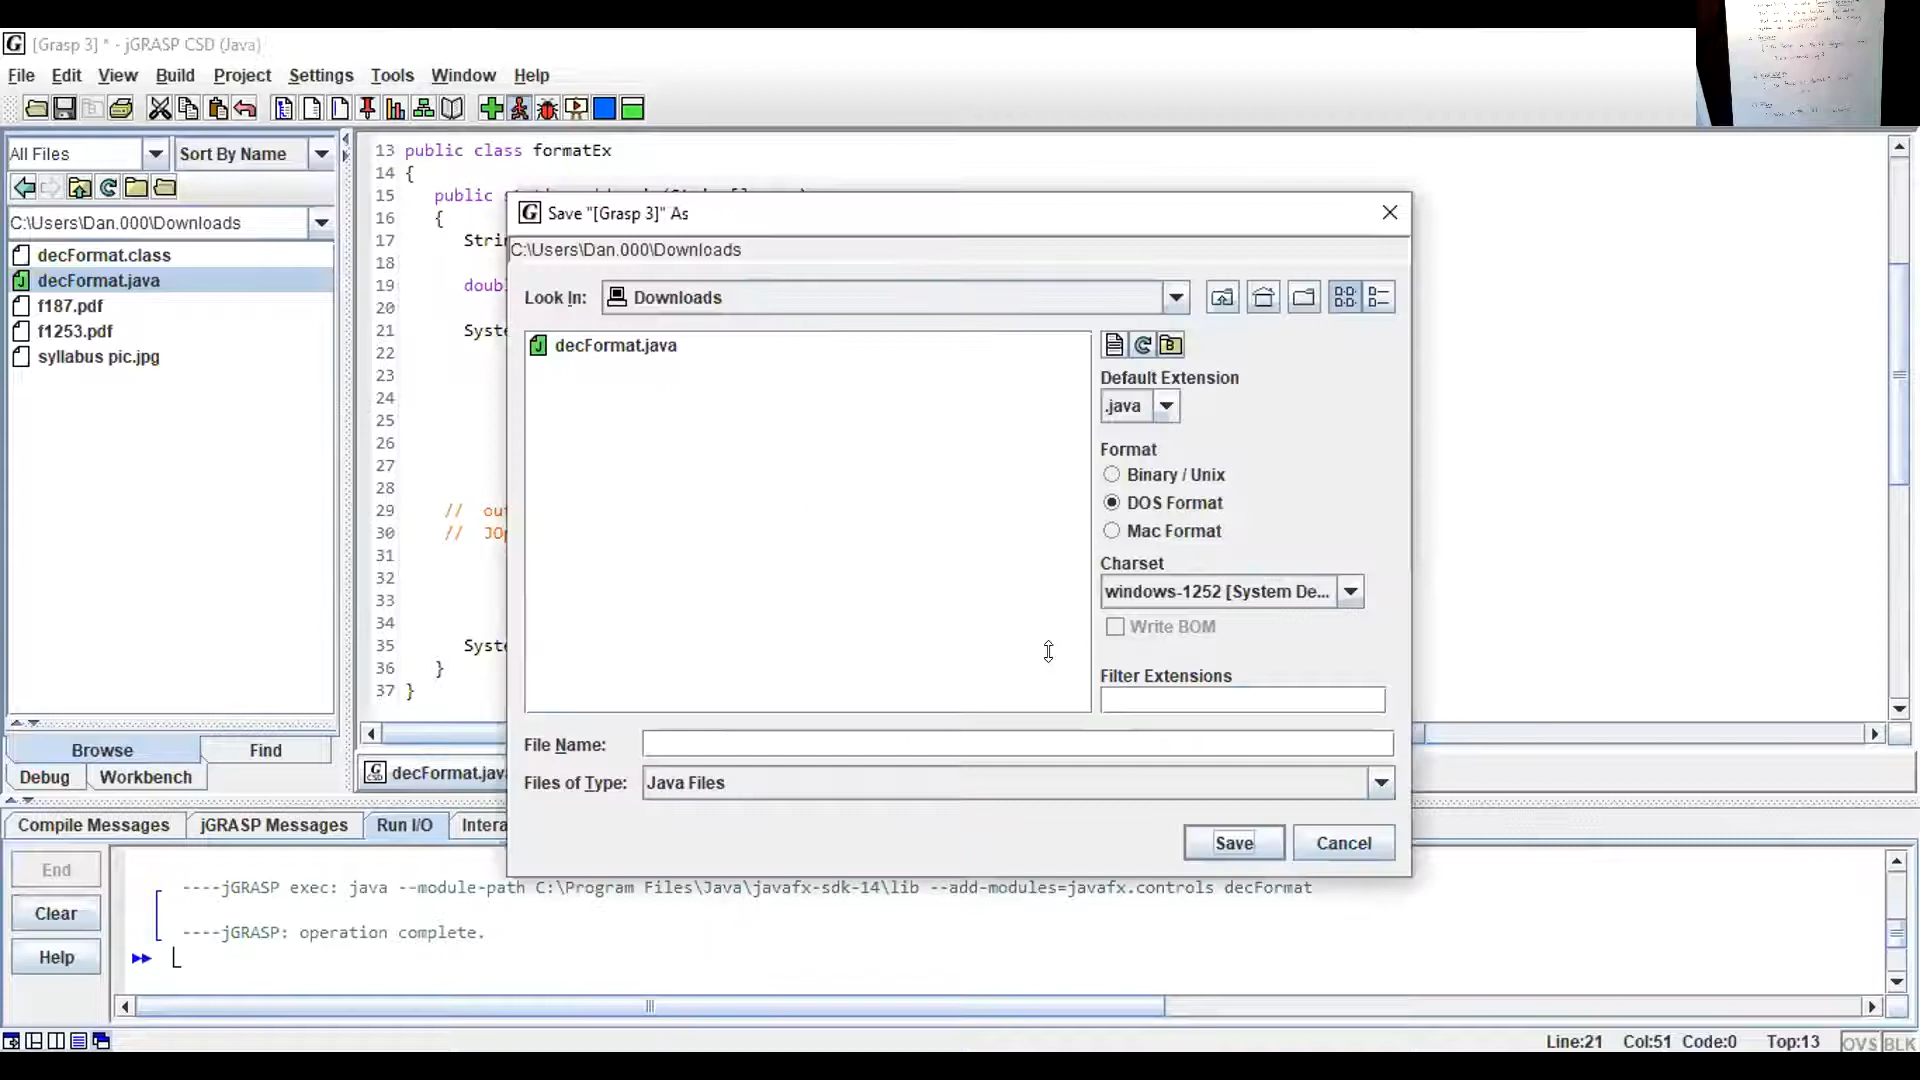 [Grasp 3] * - jGRASP CSD (Java)
File Edit View Build Project Settings Tools Window Help
All Files Sort By Name
C:\Users\Dan.000\Downloads
decFormat.class
decFormat.java
f187.pdf
f1253.pdf
syllabus pic.jpg
Browse Find
Debug Workbench
13 public class formatEx
14 {
15 public
16 {
17 Stri
18
19 doubl
20
21 Syste
22
23
24
25
26
27
28
29 // ou
30 // JOp
31
32
33
34
35 Syste
36 }
37 }
decFormat.jav
Save "[Grasp 3]" As
C:\Users\Dan.000\Downloads
Look In: Downloads
decFormat.java
Default Extension
.java
Format
Binary / Unix
DOS Format
Mac Format
Charset
windows-1252 [System De...
Write BOM
Filter Extensions
File Name:
Files of Type: Java Files
Save Cancel
Compile Messages jGRASP Messages Run I/O Intera
End
Clear
Help
----jGRASP exec: java --module-path C:\Program Files\Java\javafx-sdk-14\lib --add-modules=javafx.controls decFormat
----jGRASP: operation complete.
Line:21 Col:51 Code:0 Top:13 OVS BLK